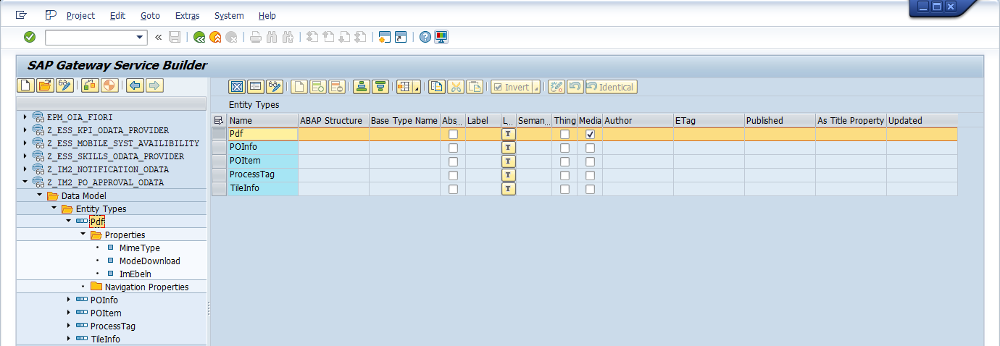 Project Edit Goto Extras System Help
SAP Gateway Service Builder
Invert Identical
Entity Types
Name ABAP Structure Base Type Name Abs... Label L... Seman... Thing Media Author ETag Published As Title Property Updated
Pdf T
POInfo T
POItem T
ProcessTag T
TileInfo T
EPM_OIA_FIORI
Z_ESS_KPI_ODATA_PROVIDER
Z_ESS_MOBILE_SYST_AVAILIBILITY
Z_ESS_SKILLS_ODATA_PROVIDER
Z_IM2_NOTIFICATION_ODATA
Z_IM2_PO_APPROVAL_ODATA
Data Model
Entity Types
Pdf
Properties
MimeType
ModeDownload
ImEbeln
Navigation Properties
POInfo
POItem
ProcessTag
TileInfo